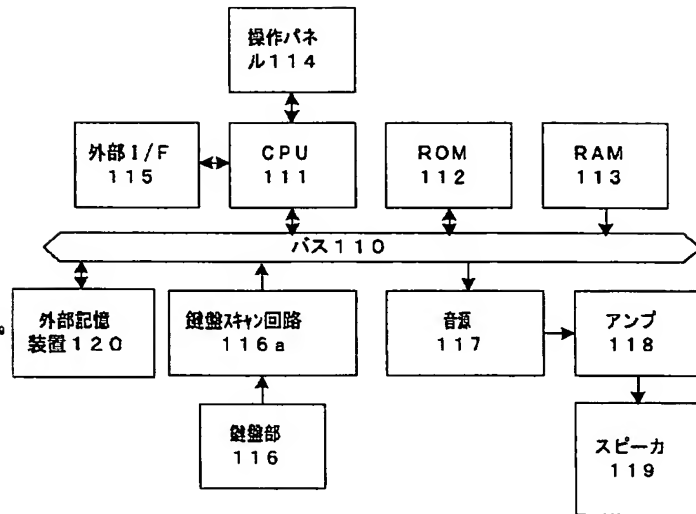 操作パネ
ル114
外部I/F
115
CPU
111
ROM
112
RAM
113
バス110
外部記憶
装置120
鍵盤スキャン回路
116a
音源
117
アンプ
118
鍵盤部
116
スピーカ
119